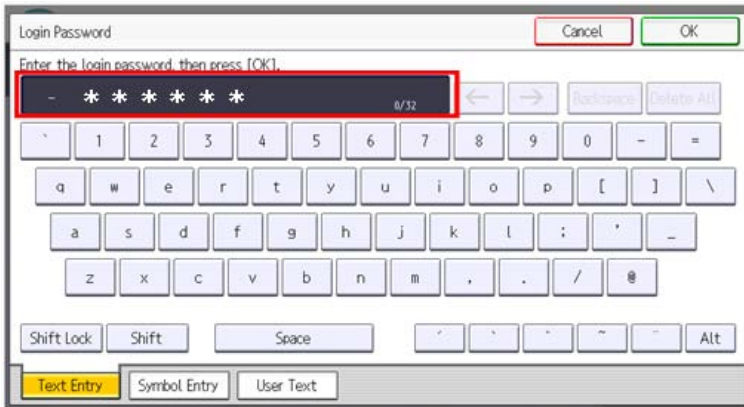 Login Password Cancel OK
Enter the login password, then press [OK].
- * * * * * * 0/32 ← → Backspace Delete All
` 1 2 3 4 5 6 7 8 9 0 - =
q w e r t y u i o p [ ] \
a s d f g h j k l ; ' _
z x c v b n m , . / @
Shift Lock Shift Space ´ ` ^ ~ ¨ Alt
Text Entry Symbol Entry User Text